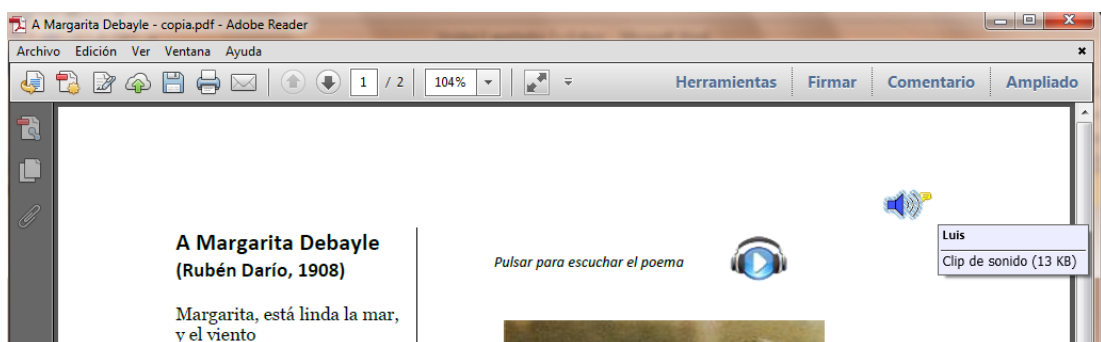 A Margarita Debayle - copia.pdf - Adobe Reader
Archivo Edición Ver Ventana Ayuda
1 / 2 104% Herramientas Firmar Comentario Ampliado
A Margarita Debayle
(Rubén Darío, 1908)
Pulsar para escuchar el poema
Luis
Clip de sonido (13 KB)
Margarita, está linda la mar,
y el viento